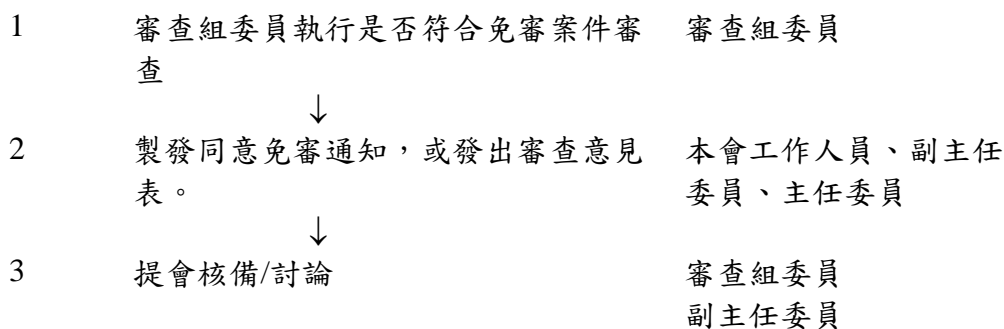 1 審查組委員執行是否符合免審案件審 審查組委員
查
↓
2 製發同意免審通知，或發出審查意見 本會工作人員、副主任
表。 委員、主任委員
↓
3 提會核備/討論 審查組委員
副主任委員